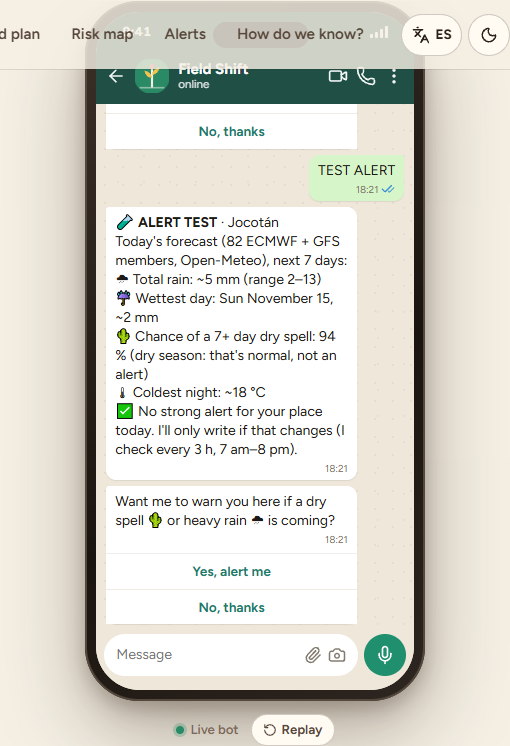 d plan Risk map Alerts How do we know? ES
:41
Field Shift
online
No, thanks
TEST ALERT
18:21
ALERT TEST · Jocotán
Today's forecast (82 ECMWF + GFS
members, Open-Meteo), next 7 days:
Total rain: ~5 mm (range 2–13)
Wettest day: Sun November 15,
~2 mm
Chance of a 7+ day dry spell: 94
% (dry season: that's normal, not an
alert)
Coldest night: ~18 °C
No strong alert for your place
today. I'll only write if that changes (I
check every 3 h, 7 am–8 pm).
18:21
Want me to warn you here if a dry
spell 🌵 or heavy rain 🌧 is coming?
18:21
Yes, alert me
No, thanks
Message
Live bot Replay